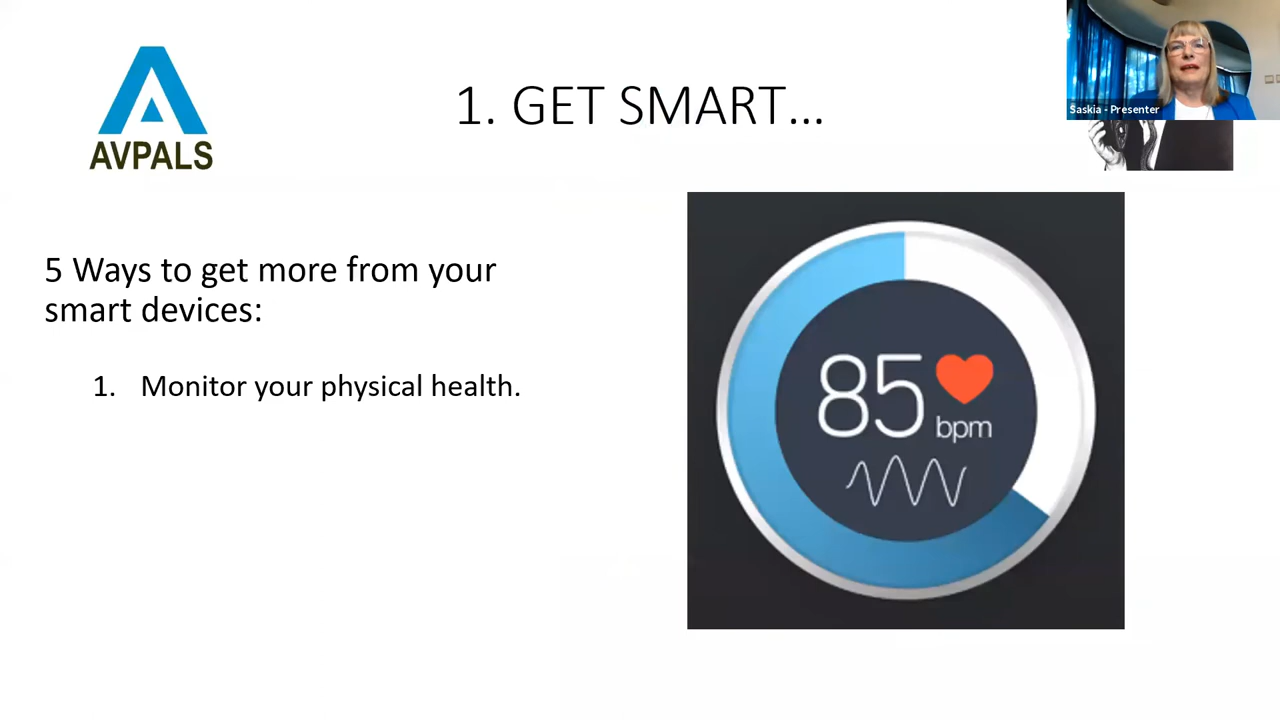 1. GET SMART...
Saskia - Presenter
AVPALS
5 Ways to get more from your
smart devices:
1. Monitor your physical health.
85
bpm